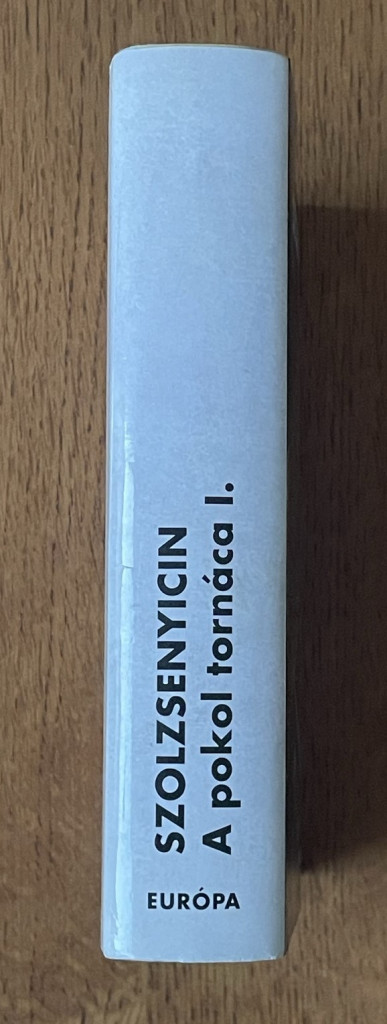 SZOLZSENYICIN
A pokol tornáca I.
EURÓPA